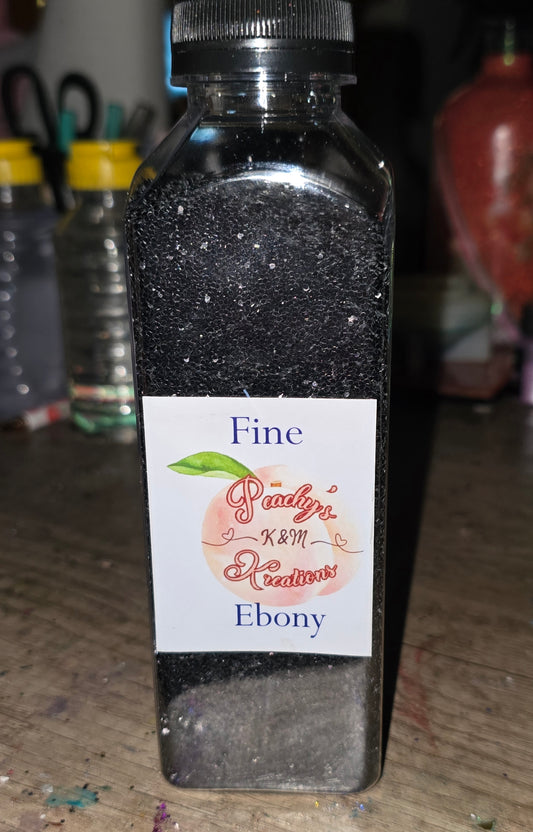 Fine
Peachy's
K&M
Kreations
Ebony